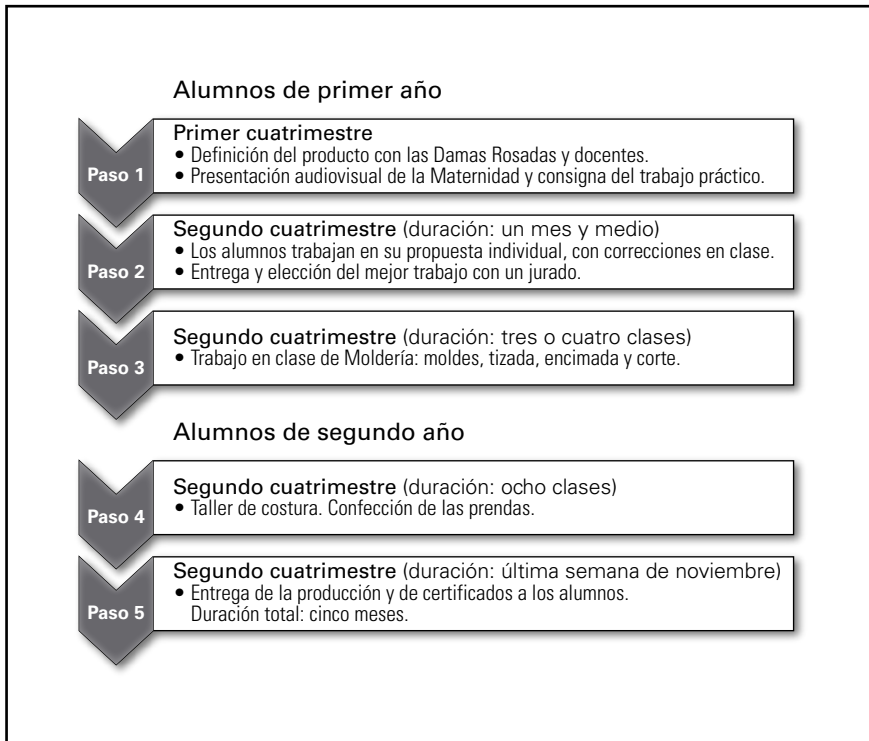 Alumnos de primer año
Paso 1
Primer cuatrimestre
• Definición del producto con las Damas Rosadas y docentes.
• Presentación audiovisual de la Maternidad y consigna del trabajo práctico.
Paso 2
Segundo cuatrimestre (duración: un mes y medio)
• Los alumnos trabajan en su propuesta individual, con correcciones en clase.
• Entrega y elección del mejor trabajo con un jurado.
Paso 3
Segundo cuatrimestre (duración: tres o cuatro clases)
• Trabajo en clase de Moldería: moldes, tizada, encimada y corte.
Alumnos de segundo año
Paso 4
Segundo cuatrimestre (duración: ocho clases)
• Taller de costura. Confección de las prendas.
Paso 5
Segundo cuatrimestre (duración: última semana de noviembre)
• Entrega de la producción y de certificados a los alumnos.
Duración total: cinco meses.